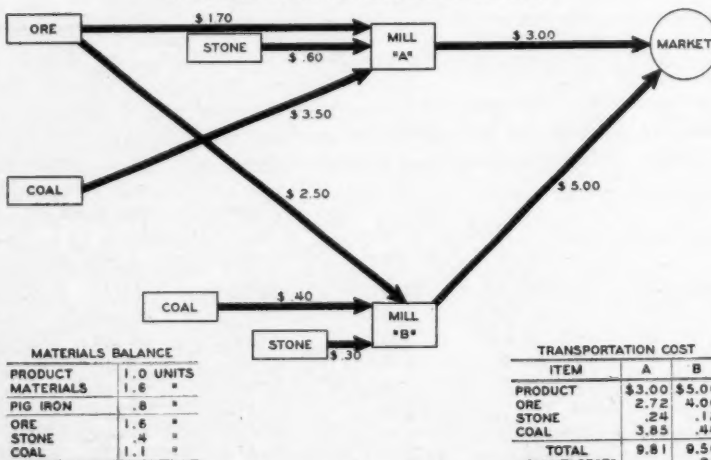 ORE
$ 170
STONE
$ .60
MILL
"A"
$ 3.00
MARKET
$ 3.50
COAL
$ 2.50
$ 5.00
COAL
$ .40
MILL
"B"
STONE
$ .30
MATERIALS BALANCE
PRODUCT 1.0 UNITS
MATERIALS 1.6 "
PIG IRON .8 "
ORE 1.6 "
STONE .4 "
COAL 1.1 "
TRANSPORTATION COST
ITEM A B
PRODUCT $3.00 $5.00
ORE 2.72 4.00
STONE .24
COAL 3.85
TOTAL 9.81